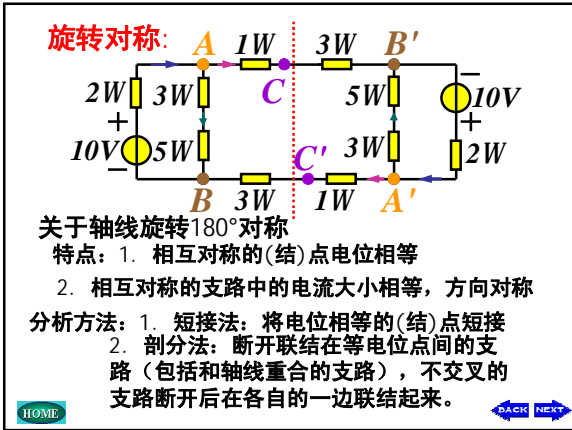 旋转对称:
A 1W 3W B'
C
2W 3W 5W 10V
10V 5W C' 3W 2W
B 3W 1W A'
关于轴线旋转180°对称
特点：1. 相互对称的(结)点电位相等
2. 相互对称的支路中的电流大小相等，方向对称
分析方法：1. 短接法：将电位相等的(结)点短接
2. 剖分法：断开联结在等电位点间的支
路（包括和轴线重合的支路），不交叉的
支路断开后在各自的一边联结起来。
HOME BACK NEXT